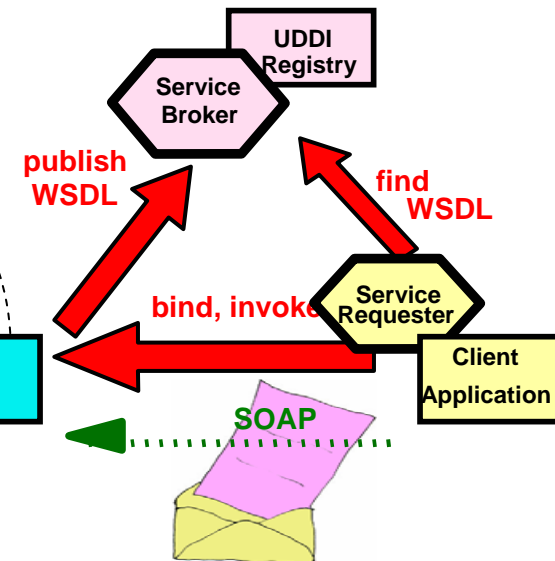 UDDI
Registry
Service
Broker
publish
WSDL
find
WSDL
bind, invoke
Service
Requester
Client
Application
SOAP